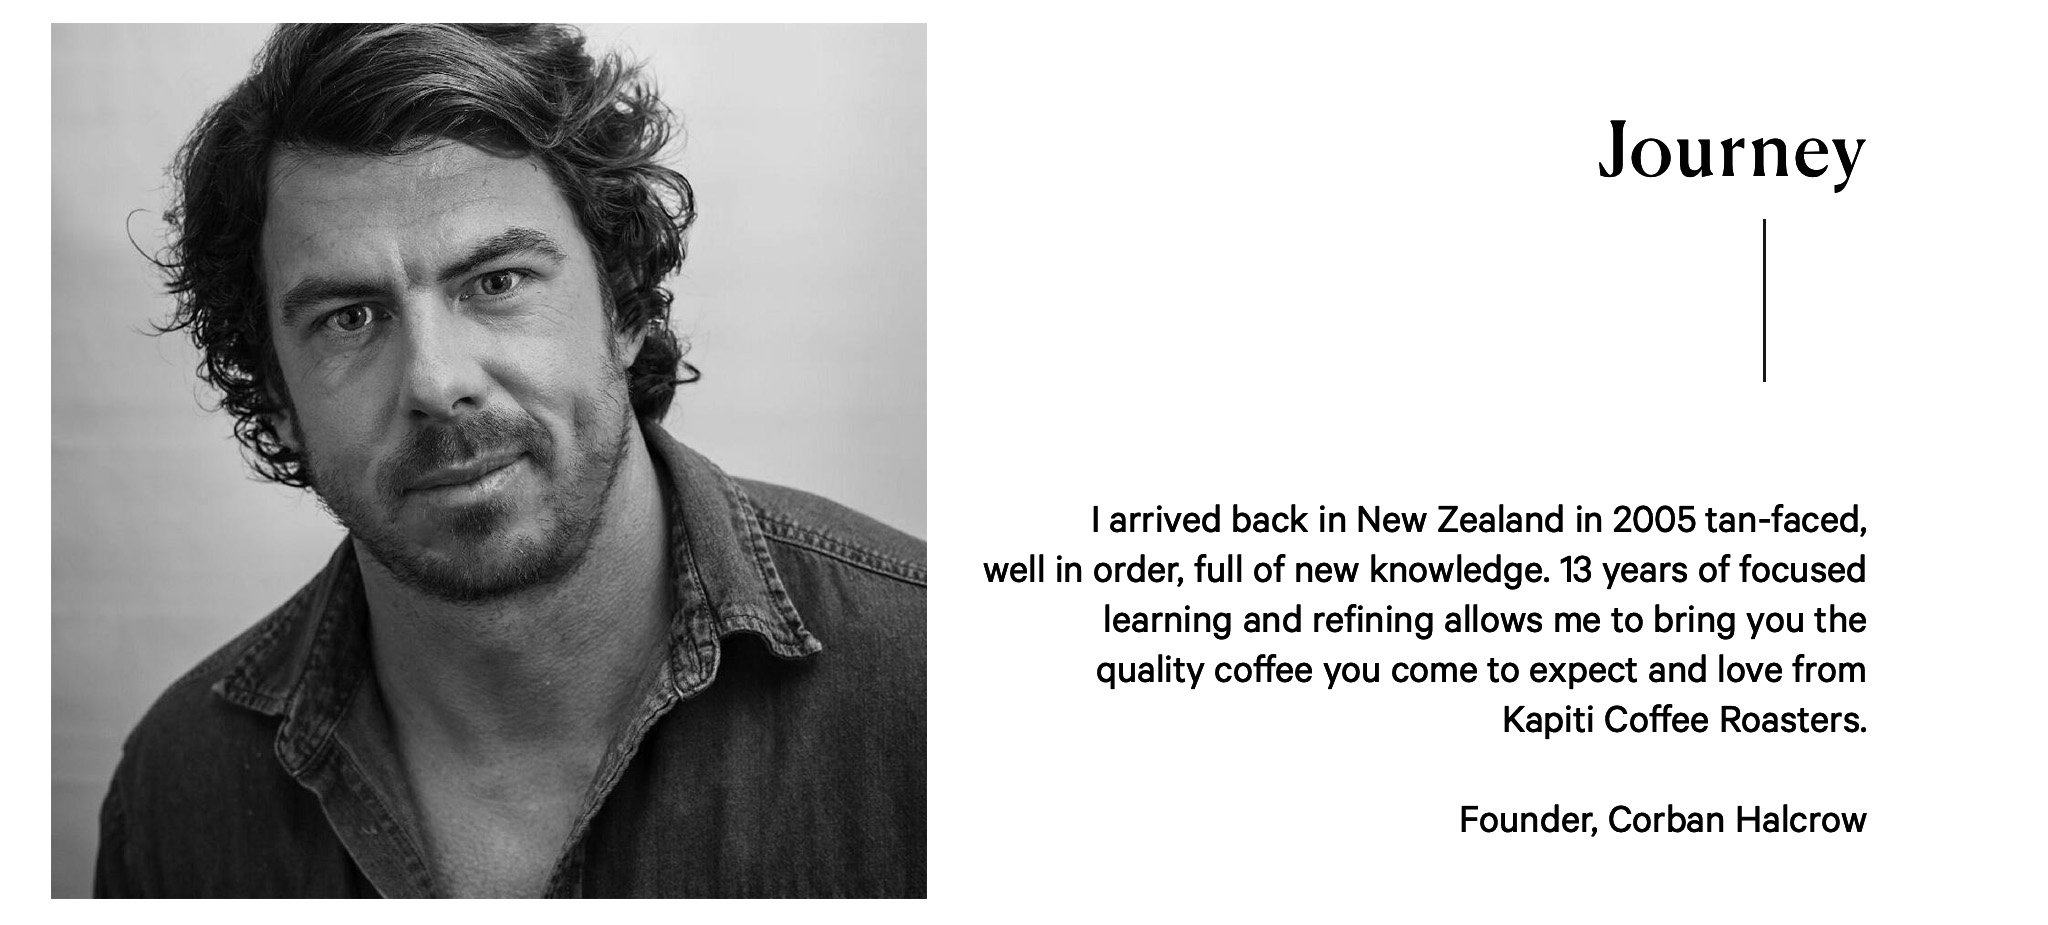 Journey
I arrived back in New Zealand in 2005 tan-faced,
well in order, full of new knowledge. 13 years of focused
learning and refining allows me to bring you the
quality coffee you come to expect and love from
Kapiti Coffee Roasters.
Founder, Corban Halcrow